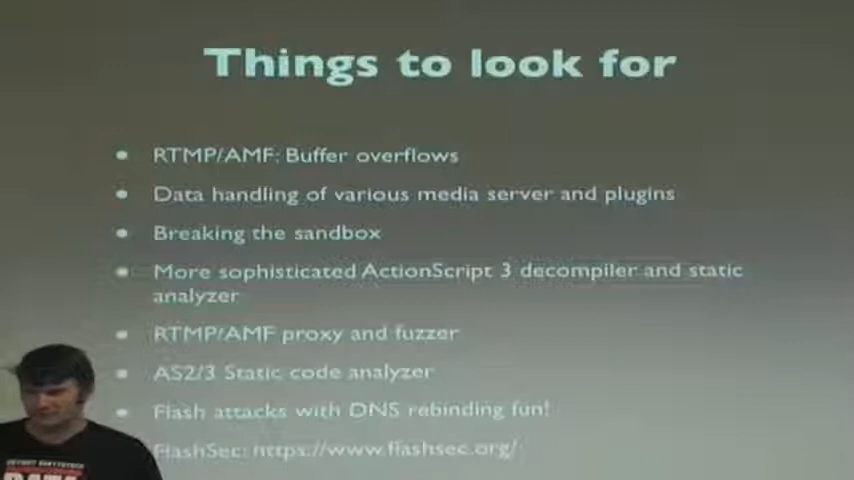 Things to look for
• RTMP/AMF: Buffer overflows
• Data handling of various media server and plugins
• Breaking the sandbox
• More sophisticated ActionScript 3 decompiler and static
analyzer
• RTMP/AMF proxy and fuzzer
• AS2/3 Static code analyzer
• Flash attacks with DNS rebinding fun!
FlashSec: https://www.flashsec.org/